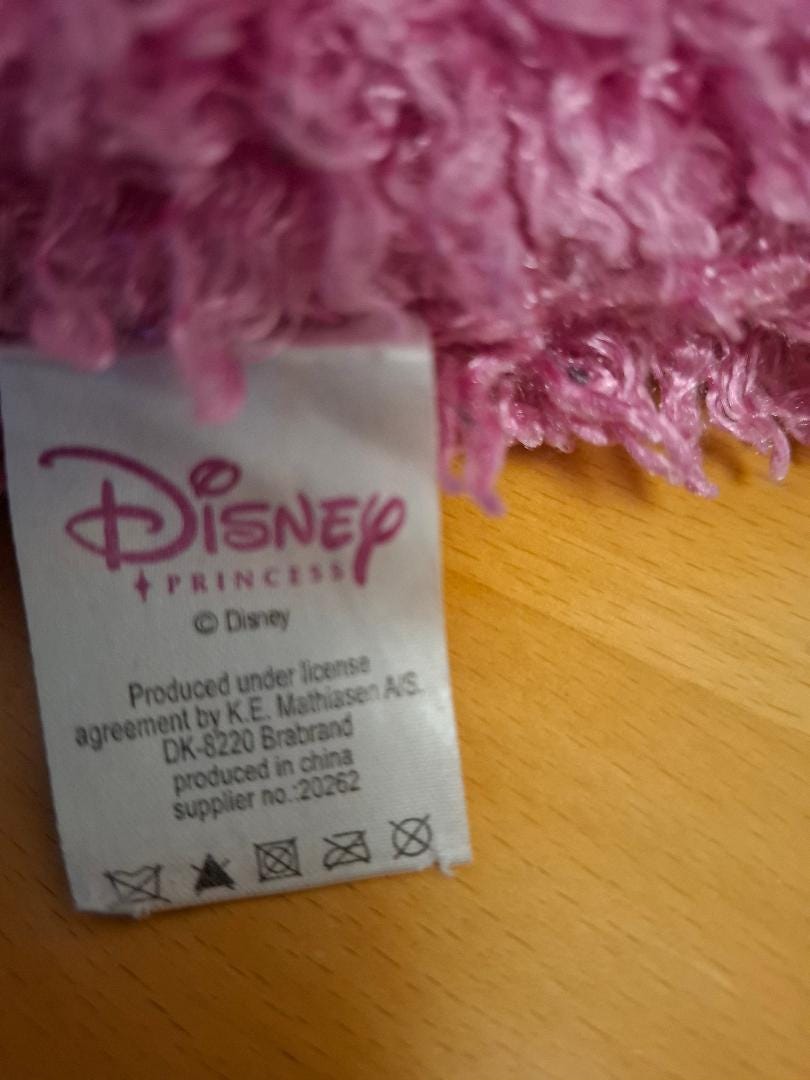 Disney
PRINCESS
© Disney
Produced under license
agreement by K.E. Mathiasen A/S.
DK-8220 Brabrand
produced in china
supplier no.:20262